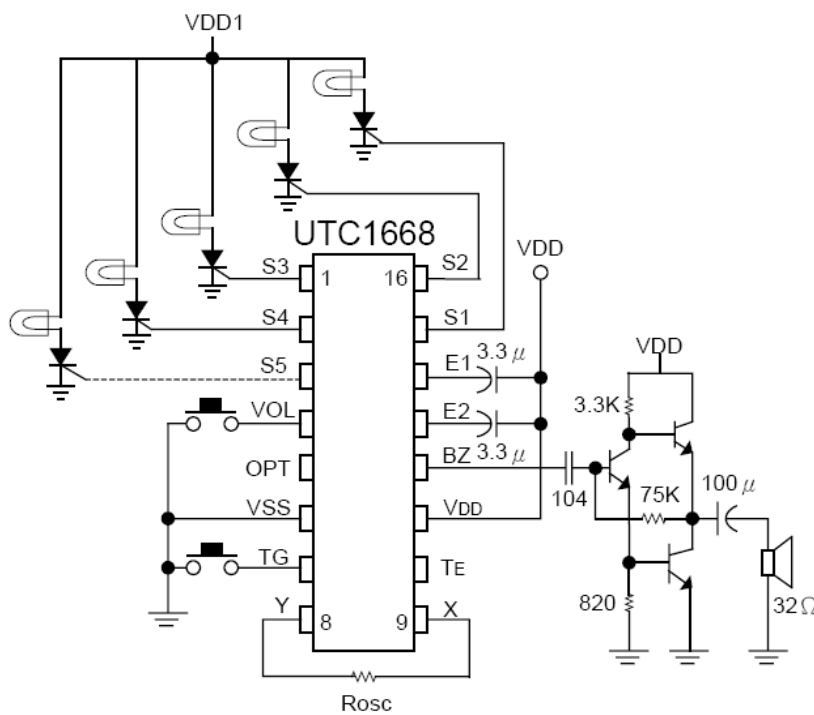 VDD1
UTC1668
VDD
S3 1 16 S2
S4 S1
VDD
S5 E1 3.3μ
3.3K
VOL E2
3.3μ
OPT BZ
104 75K 100μ
VSS VDD
TG TE
820 32Ω
Y 8 9 X
Rosc